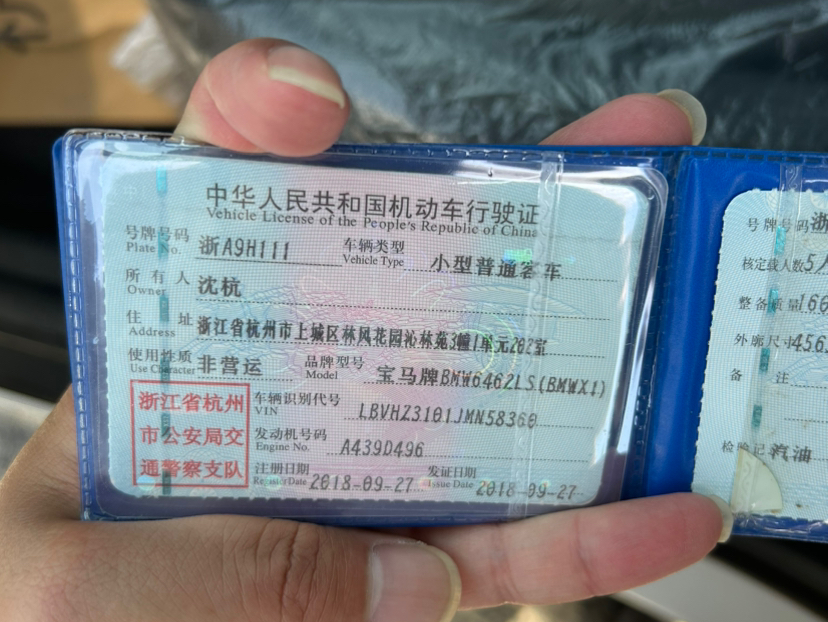 中华人民共和国机动车行驶证
Vehicle License of the People's Republic of China
号牌号码 浙A9H111 车辆类型 小型普通客车
Plate No. Vehicle Type
所有人 沈杭
Owner
住址 浙江省杭州市上城区林风花园沁林苑3幢1单元202室
Address
使用性质 非营运 品牌型号 宝马牌BMW6462LS(BMWX1)
Use Character Model
浙江省杭州
市公安局交
通警察支队
车辆识别代号 LBVHZ3101JMN58360
VIN
发动机号码 A439D496
Engine No.
注册日期 2018-09-27 发证日期 2018-09-27
Register Date Issue Date
号牌号码 浙
核定载人数 5人
整备质量 166
外廓尺寸 456
备注
检验记 汽油